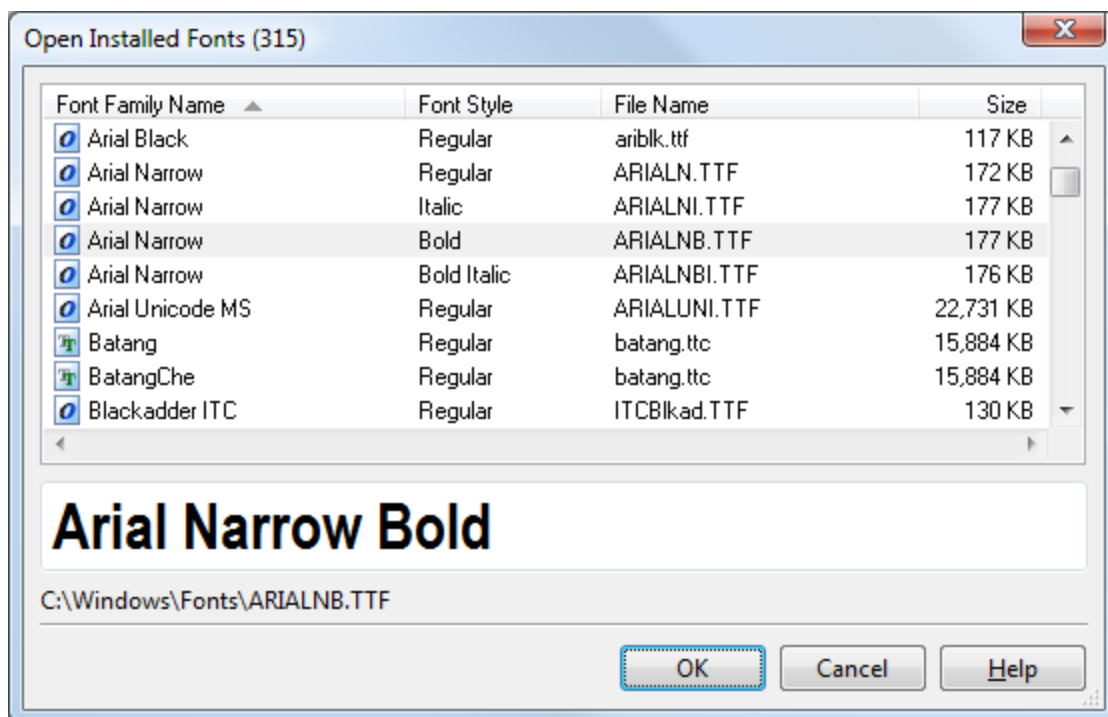 Open Installed Fonts (315)
Font Family Name Font Style File Name Size
Arial Black Regular ariblk.ttf 117 KB
Arial Narrow Regular ARIALN.TTF 172 KB
Arial Narrow Italic ARIALNI.TTF 177 KB
Arial Narrow Bold ARIALNB.TTF 177 KB
Arial Narrow Bold Italic ARIALNBI.TTF 176 KB
Arial Unicode MS Regular ARIALUNI.TTF 22,731 KB
Batang Regular batang.ttc 15,884 KB
BatangChe Regular batang.ttc 15,884 KB
Blackadder ITC Regular ITCBlkad.TTF 130 KB
Arial Narrow Bold
C:\Windows\Fonts\ARIALNB.TTF
OK Cancel Help